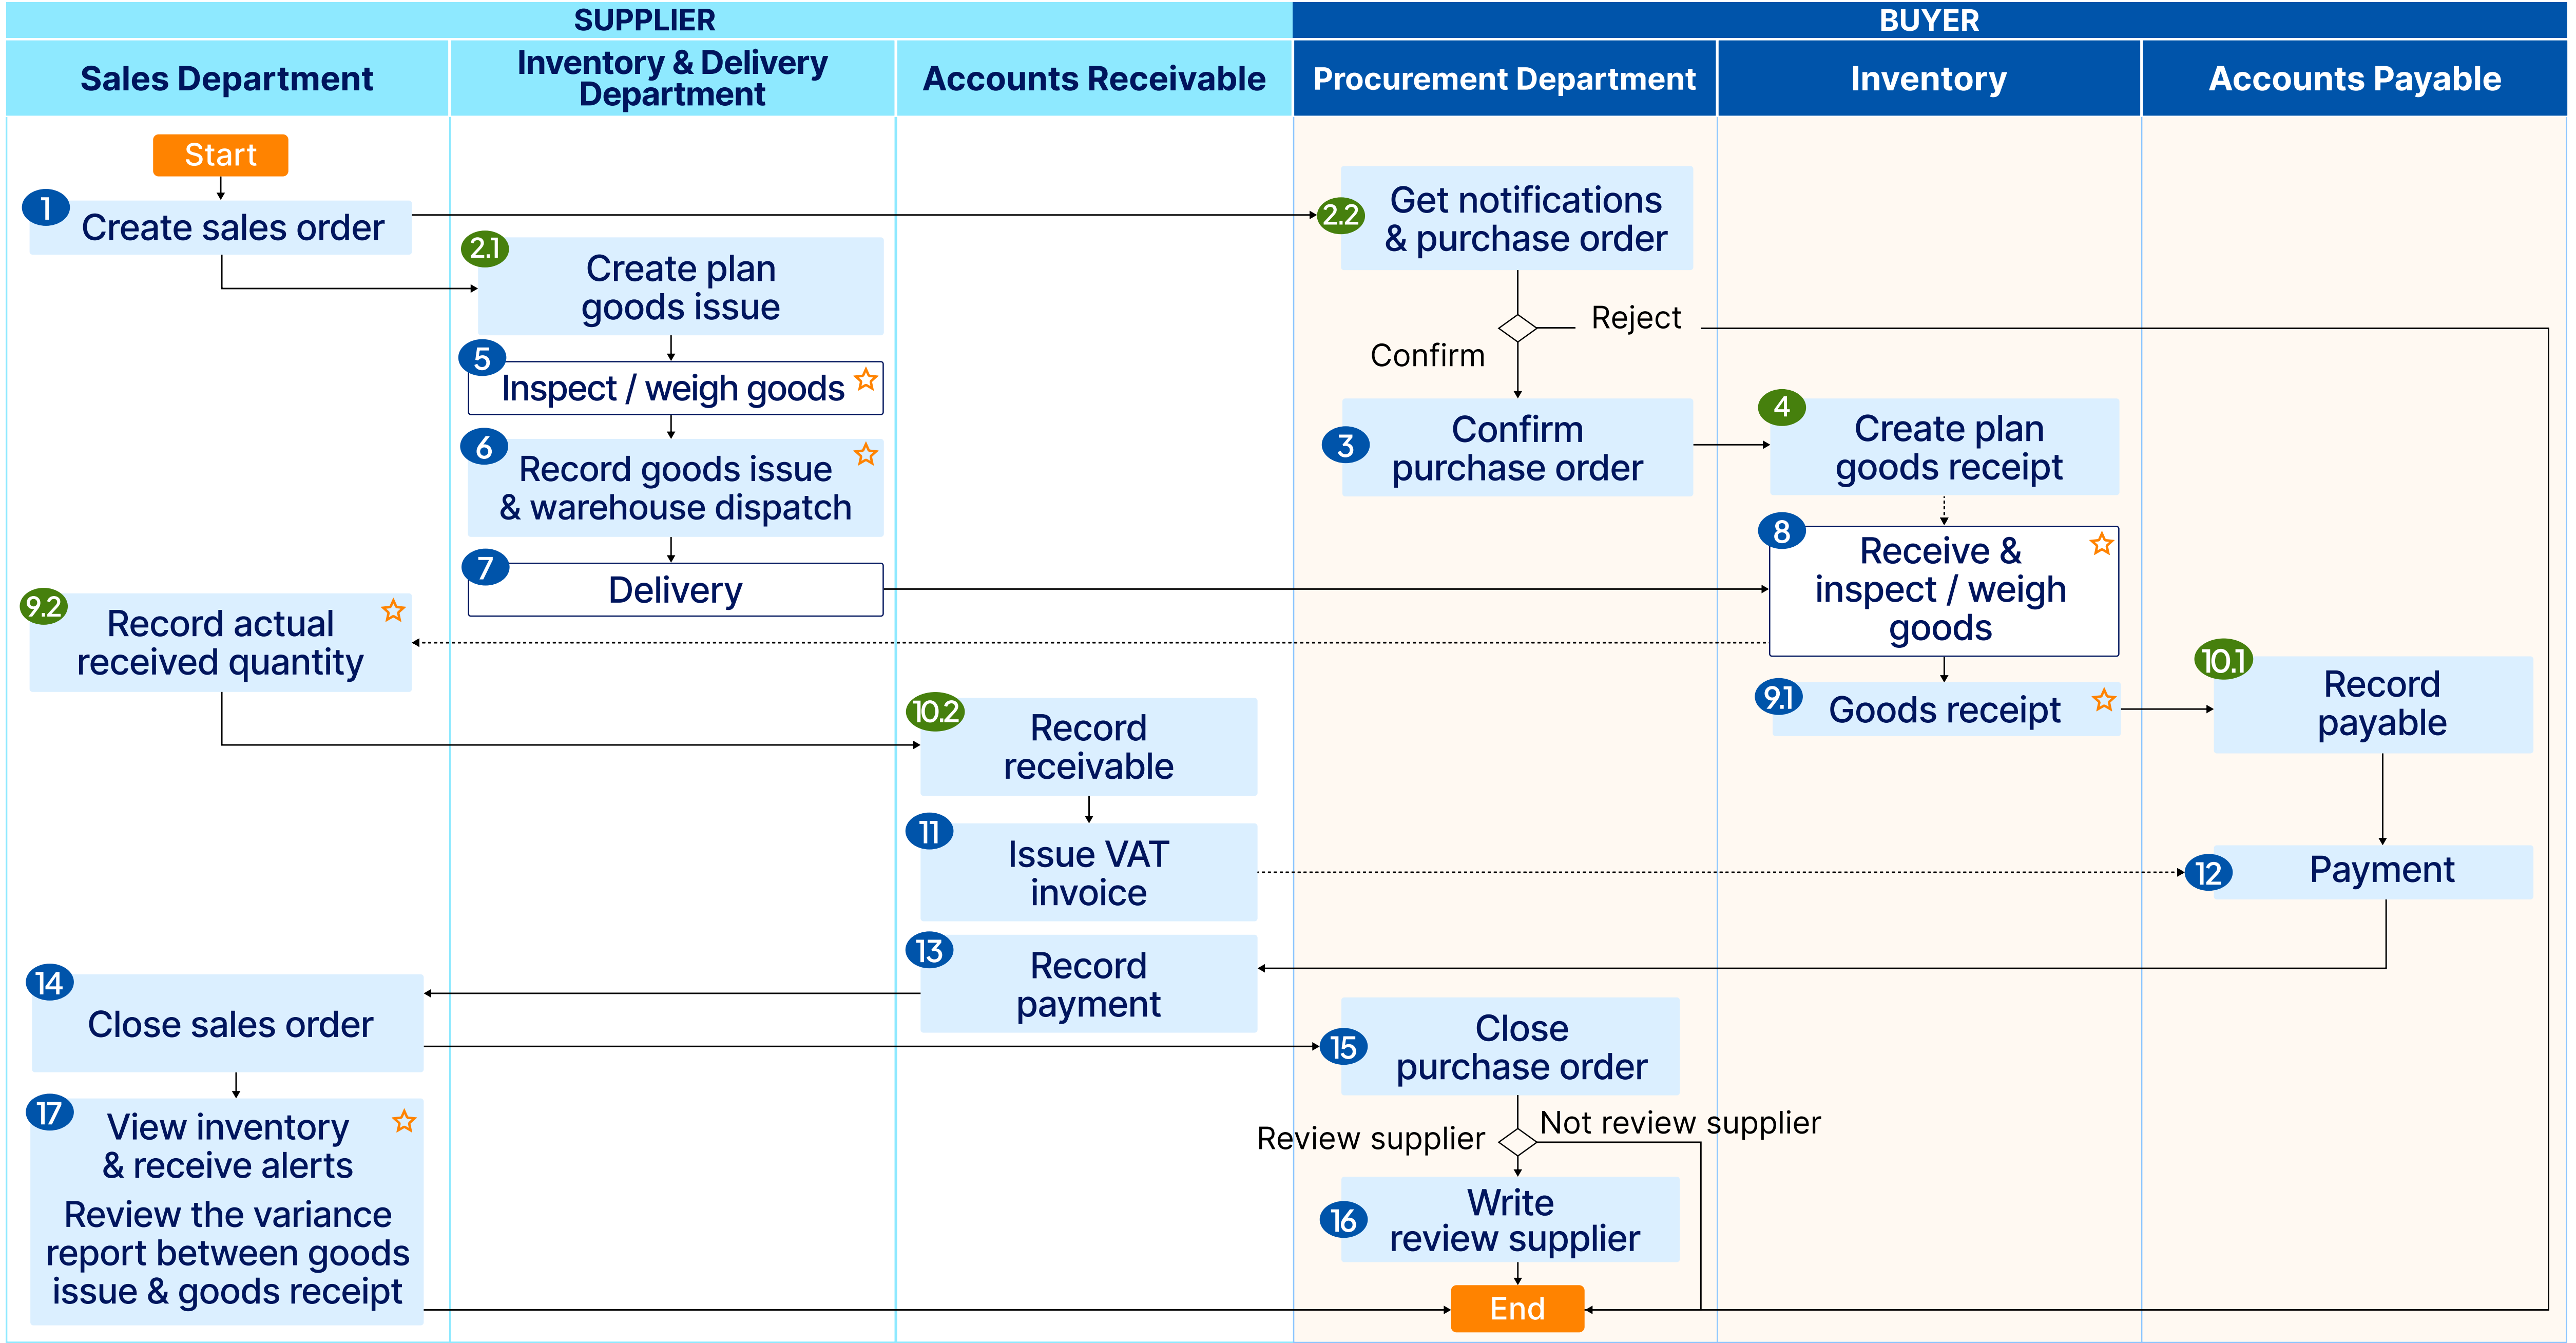 SUPPLIER
BUYER
Sales Department
Inventory & Delivery
Department
Accounts Receivable
Procurement Department
Inventory
Accounts Payable
Start
1
Create sales order
2.2
Get notifications
& purchase order
2.1
Create plan
goods issue
Reject
Confirm
5
Inspect / weigh goods
3
Confirm
purchase order
4
Create plan
goods receipt
6
Record goods issue
& warehouse dispatch
7
Delivery
8
Receive &
inspect / weigh
goods
9.2
Record actual
received quantity
9.1
Goods receipt
10.1
Record
payable
10.2
Record
receivable
11
Issue VAT
invoice
12
Payment
13
Record
payment
14
Close sales order
15
Close
purchase order
Review supplier
Not review supplier
16
Write
review supplier
17
View inventory
& receive alerts
Review the variance
report between goods
issue & goods receipt
End